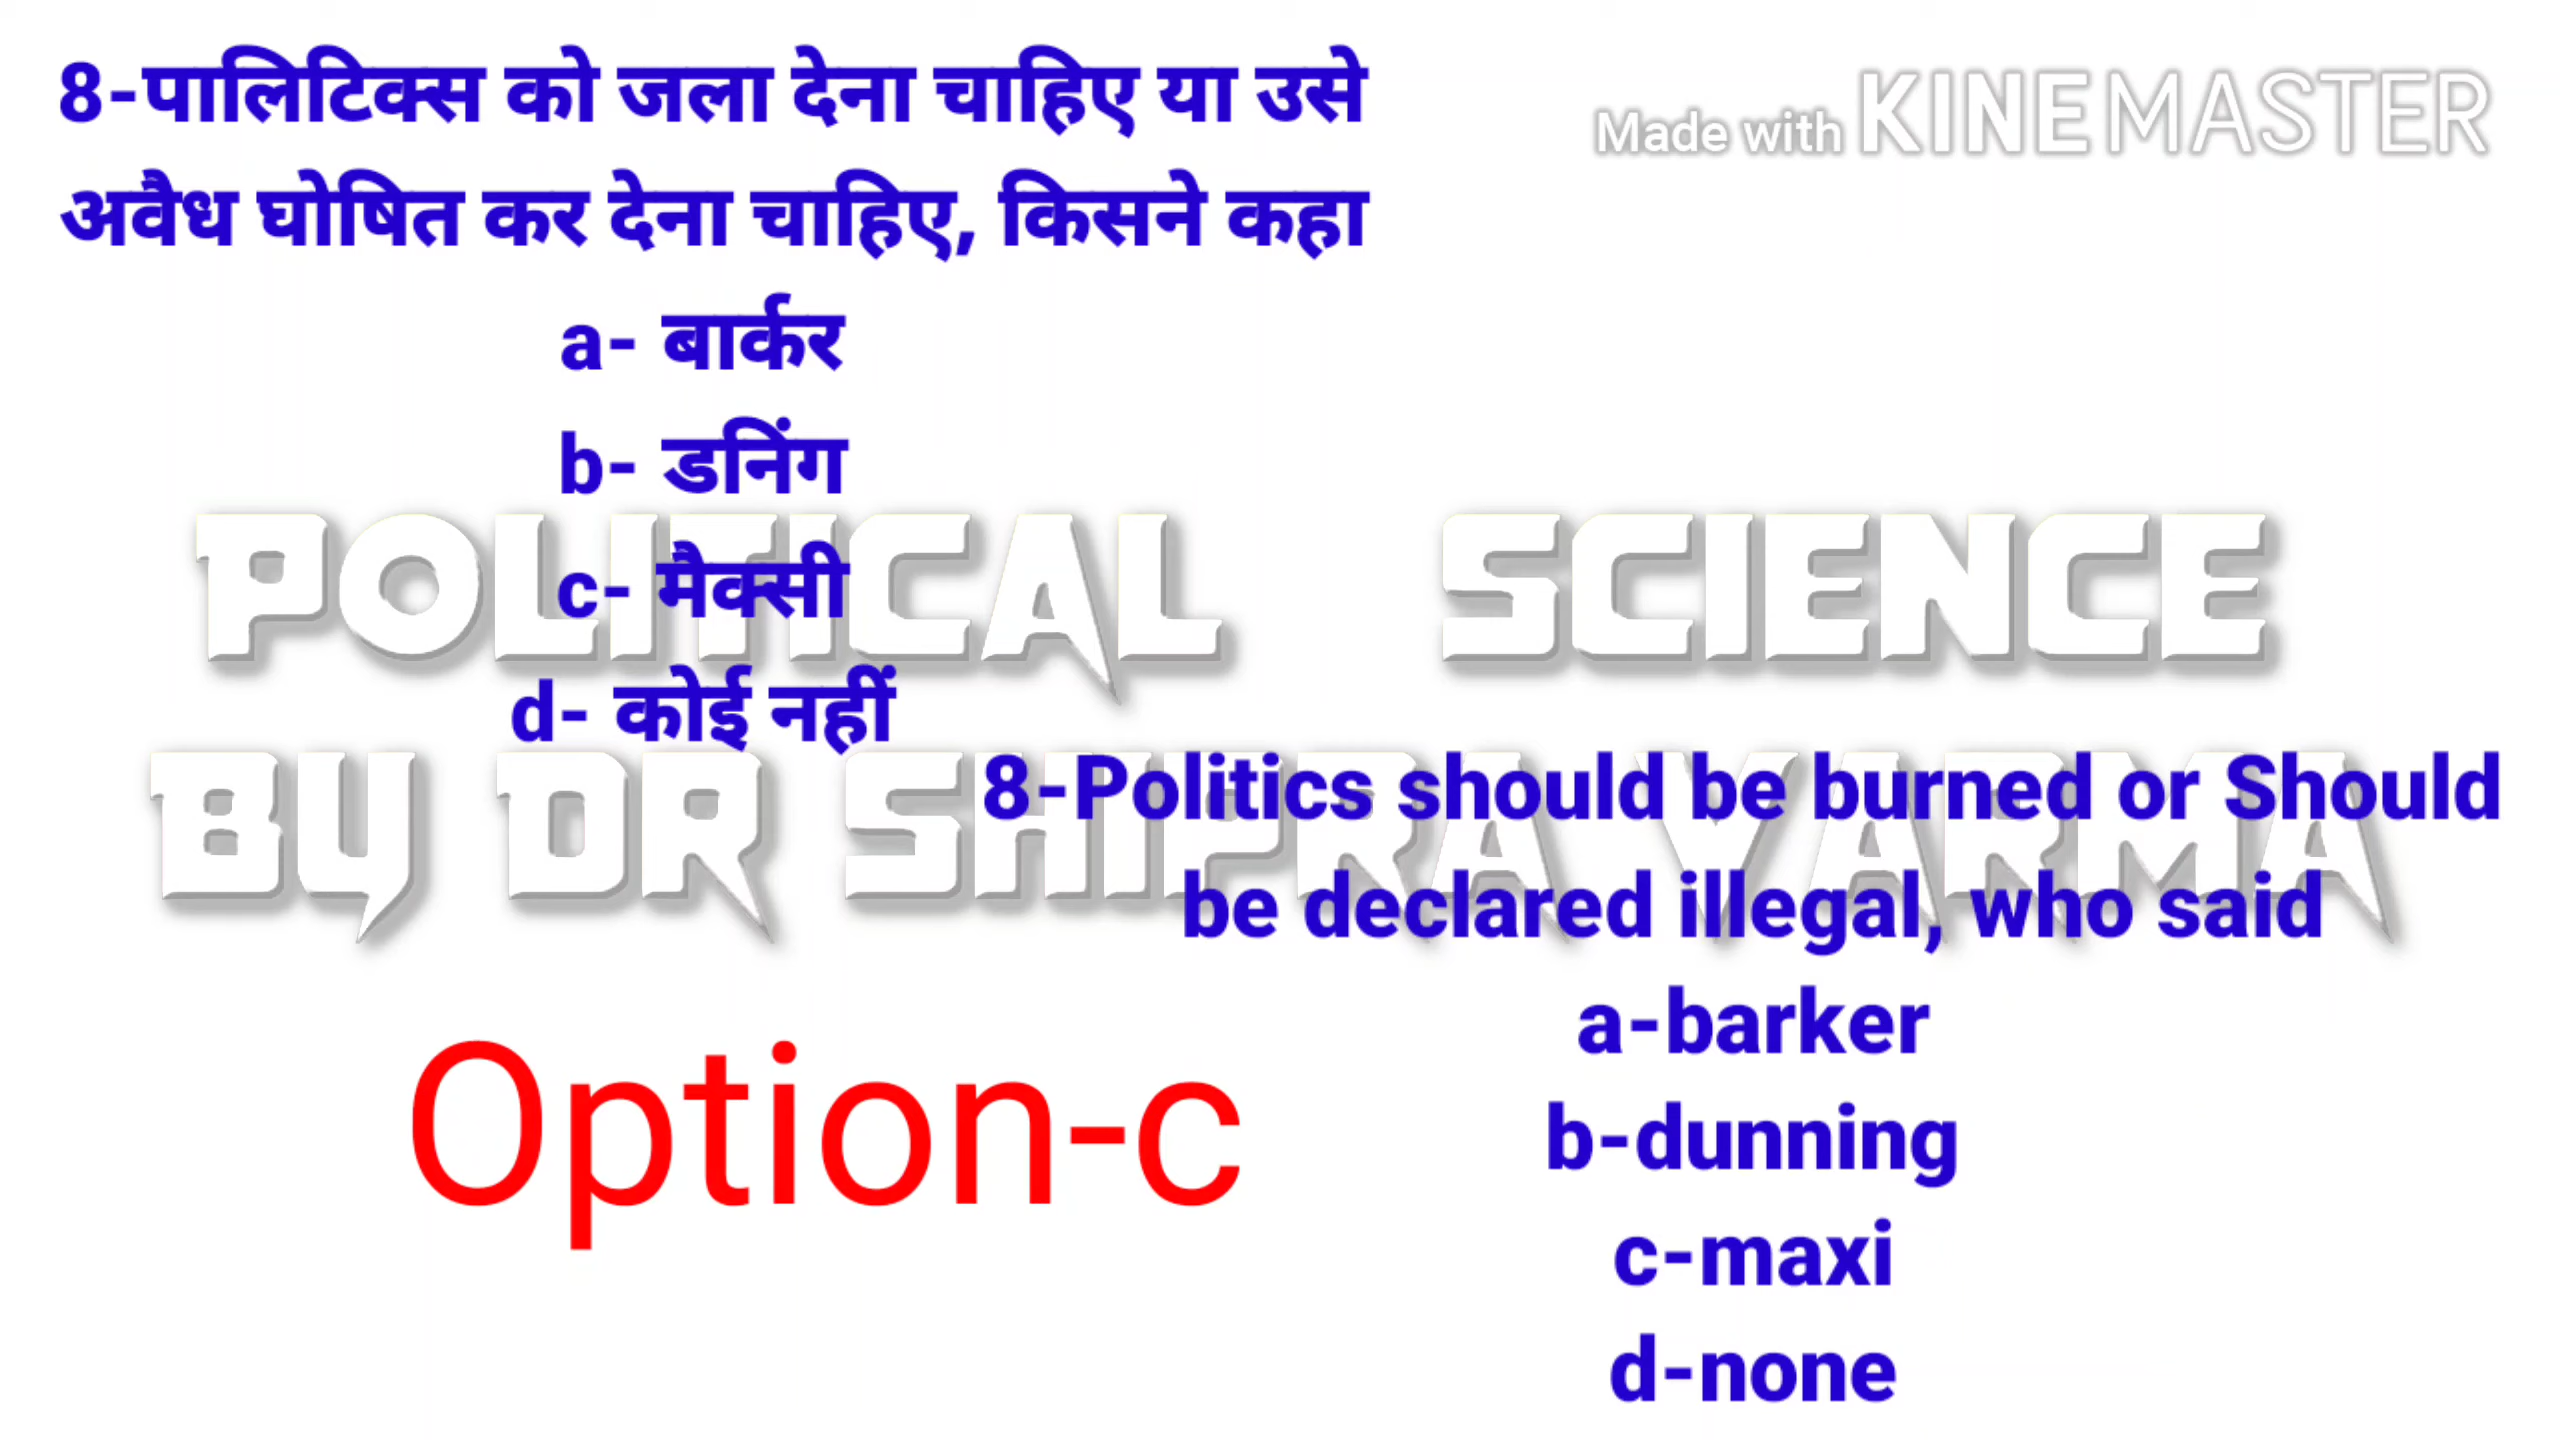 8-पालिटिक्स को जला देना चाहिए या उसे
अवैध घोषित कर देना चाहिए, किसने कहा
a- बार्कर
b- डनिंग
c- मैक्सी
d- कोई नहीं
Made with KINEMASTER
POLITICAL SCIENCE
BY DR SHIPRA VARMA
8-Politics should be burned or Should
be declared illegal, who said
a-barker
b-dunning
c-maxi
d-none
Option-c